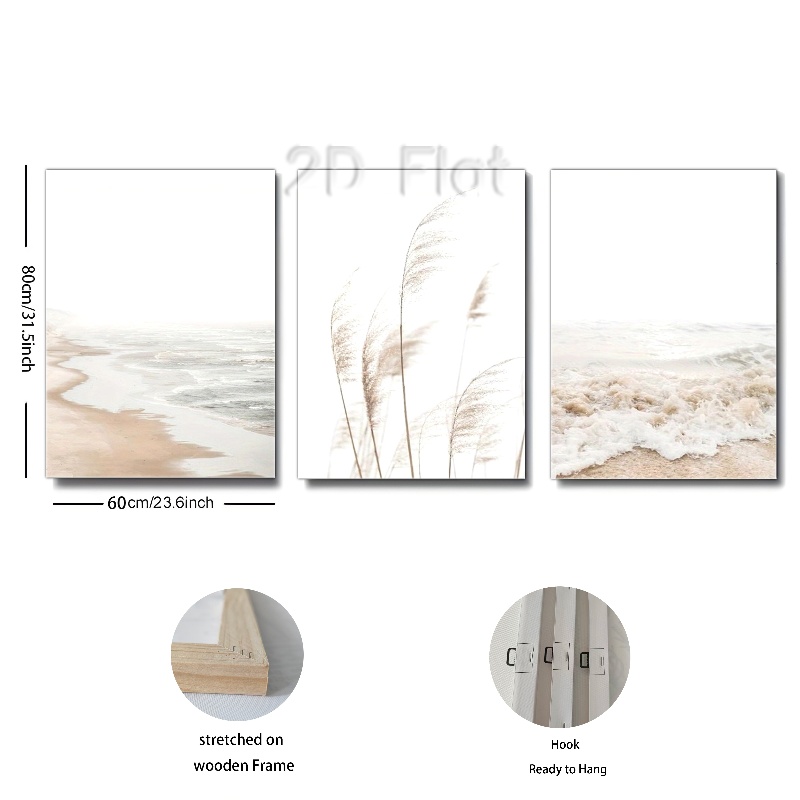 2D Flat
80cm/31.5inch
60cm/23.6inch
stretched on
wooden Frame
Hook
Ready to Hang